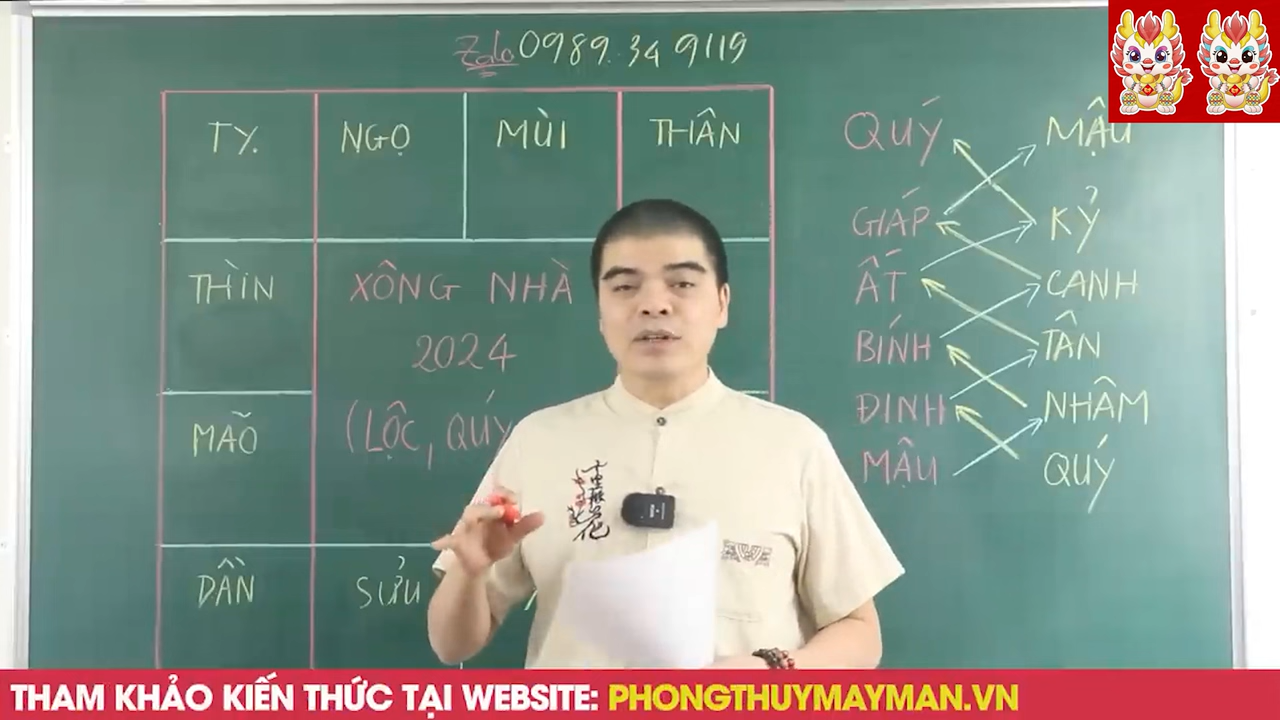 Zalo 0989.34 9119
TỴ. NGỌ MÙI THÂN
THÌN
MÃO
DẦN SỬU
XÔNG NHÀ
2024
(LỘC, QUÝ
QUÝ MẬU
GIÁP KỶ
ẤT CANH
BÍNH TÂN
ĐINH NHÂM
MẬU QUÝ
THAM KHẢO KIẾN THỨC TẠI WEBSITE: PHONGTHUYMAYMAN.VN